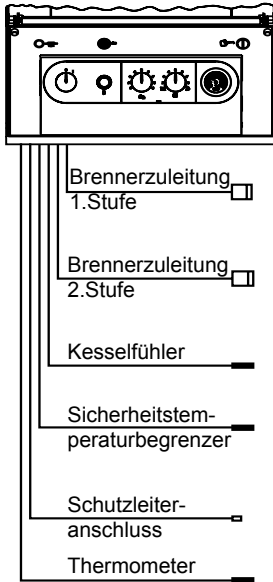 Brennerzuleitung
1.Stufe
Brennerzuleitung
2.Stufe
Kesselfühler
Sicherheitstem-
peraturbegrenzer
Schutzleiter-
anschluss
Thermometer